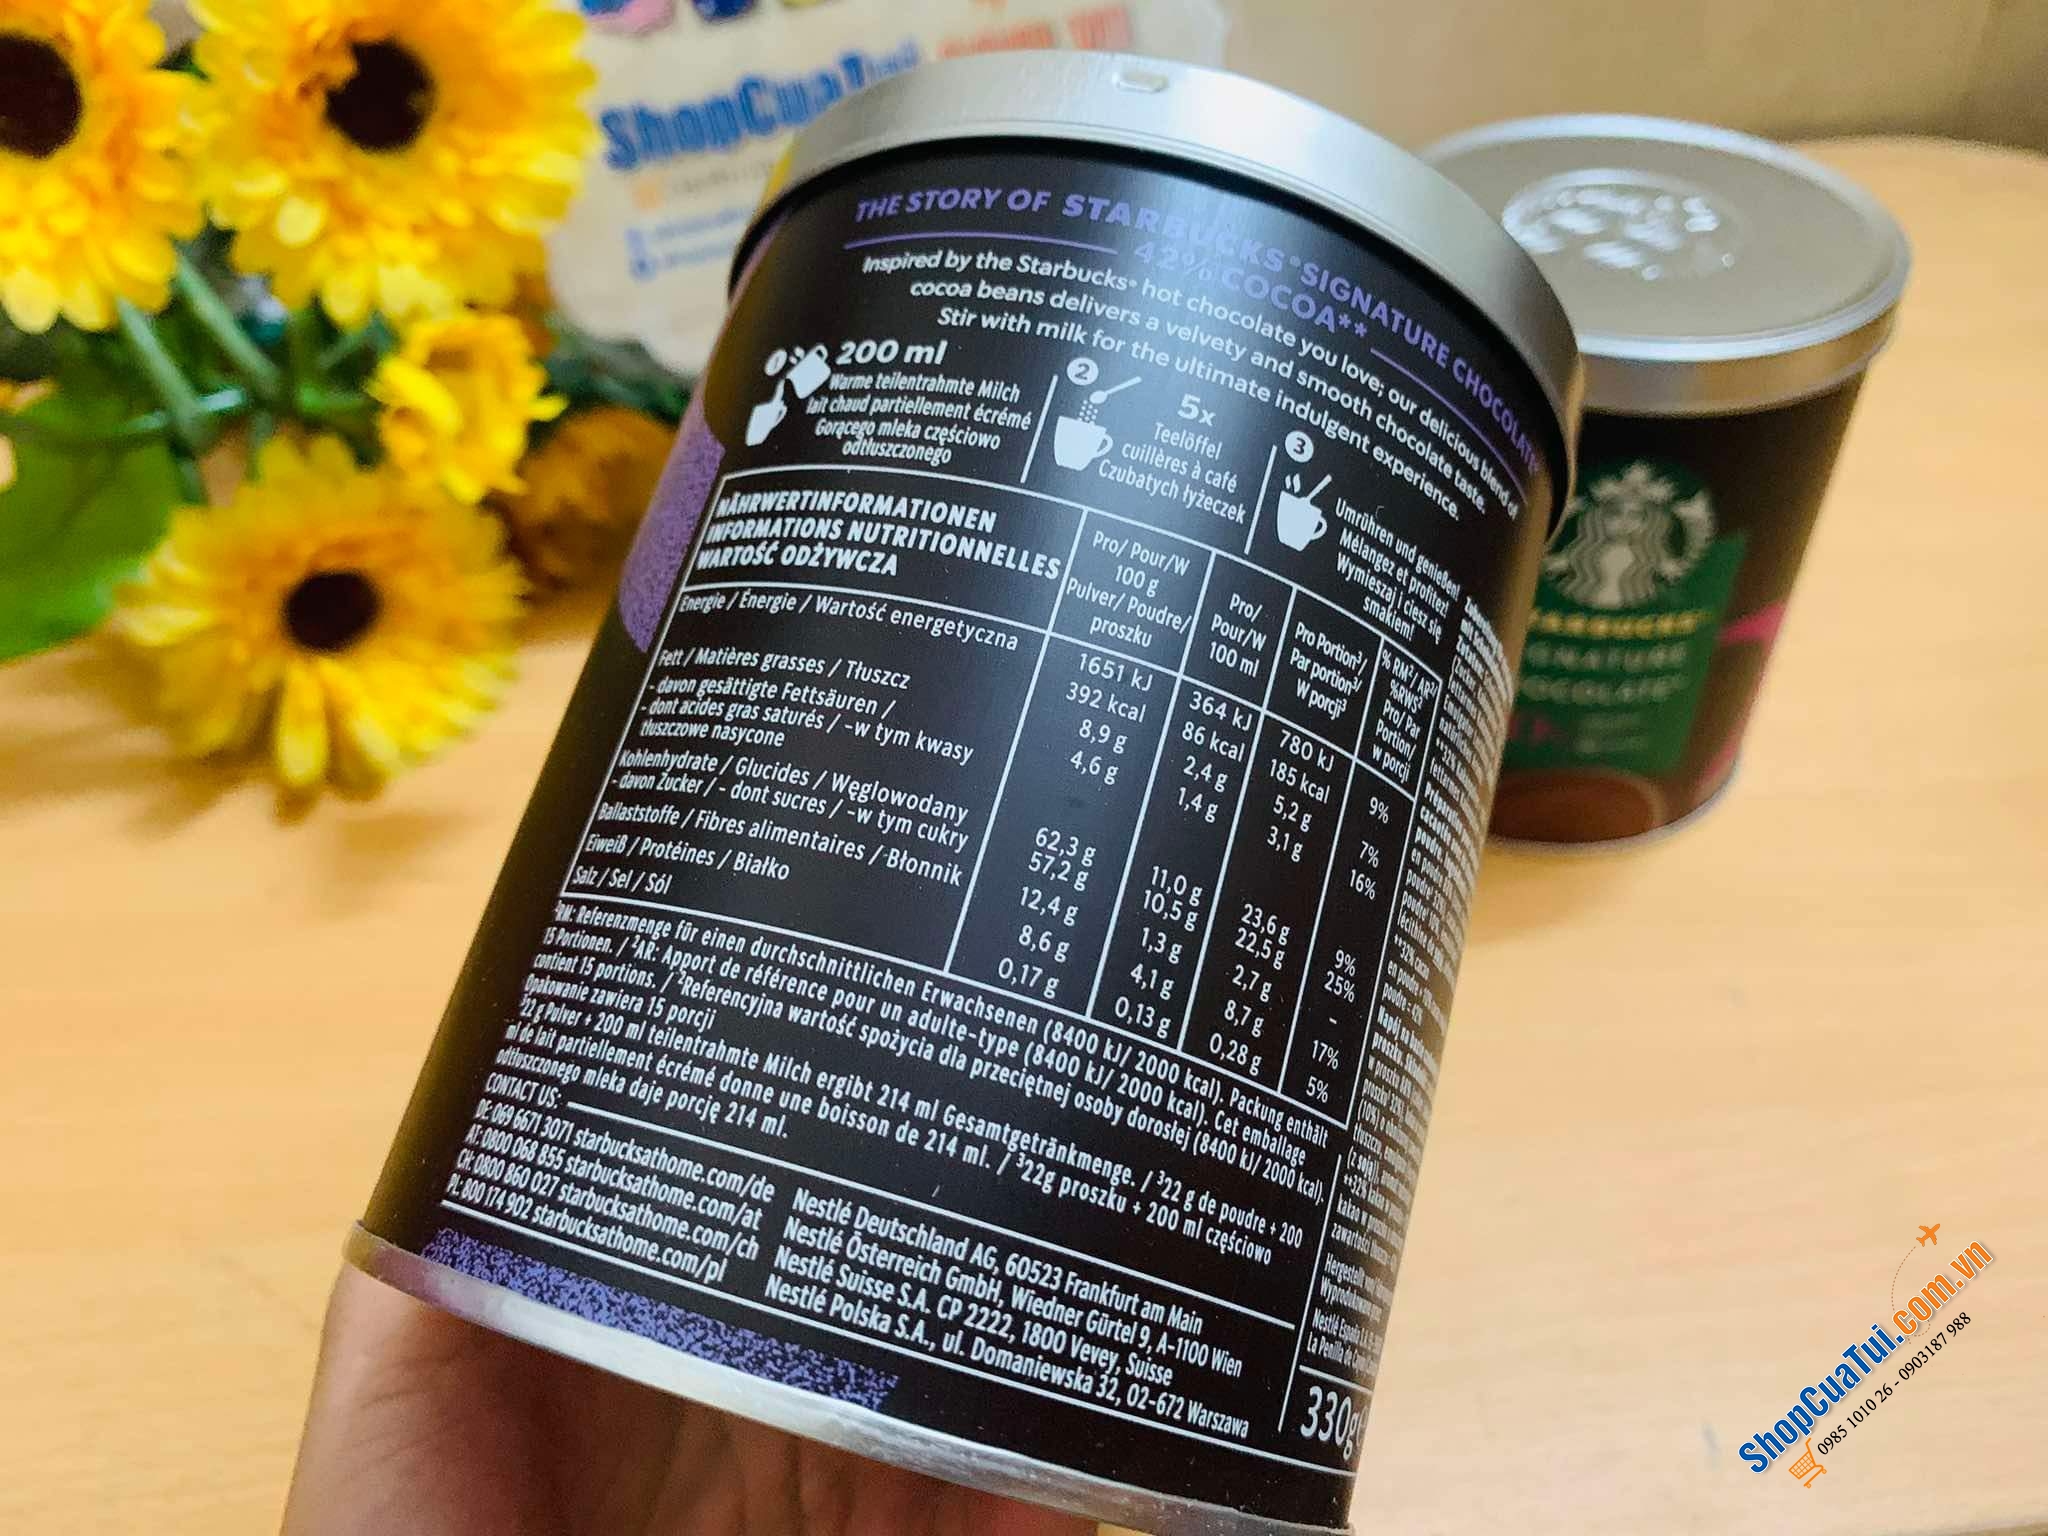 ShopCuaTui
THE STORY OF STARBUCKS® SIGNATURE CHOCOLATE
42% COCOA**
Inspired by the Starbucks® hot chocolate you love; our delicious blend of
cocoa beans delivers a velvety and smooth chocolate taste.
Stir with milk for the ultimate indulgent experience.
1
200 ml
Warme teilentrahmte Milch
lait chaud partiellement écrémé
Gorącego mleka częściowo
odtłuszczonego
2
5x
Teelöffel
cuillères à café
Czubatych łyżeczek
3
Umrühren und genießen!
Mélangez et profitez!
Wymieszaj i ciesz się
smakiem!
NÄHRWERTINFORMATIONEN
INFORMATIONS NUTRITIONNELLES
WARTOŚĆ ODŻYWCZA
Pro/ Pour/W
100 g
Pulver/ Poudre/
proszku
Pro/
Pour/W
100 ml
Pro Portion³/
Par portion³/
W porcji³
% RM²/ AR²/
%RWS²
Pro/ Par
Portion/
w porcji
Energie / Énergie / Wartość energetyczna
1651 kJ
364 kJ
780 kJ
392 kcal
86 kcal
185 kcal
9%
Fett / Matières grasses / Tłuszcz
8,9 g
2,4 g
5,2 g
7%
- davon gesättigte Fettsäuren /
- dont acides gras saturés / -w tym kwasy
tłuszczowe nasycone
4,6 g
1,4 g
3,1 g
16%
Kohlenhydrate / Glucides / Węglowodany
62,3 g
11,0 g
23,6 g
9%
- davon Zucker / - dont sucres / -w tym cukry
57,2 g
10,5 g
22,5 g
25%
Ballaststoffe / Fibres alimentaires / Błonnik
12,4 g
1,3 g
2,7 g
-
Eiweiß / Protéines / Białko
8,6 g
4,1 g
8,7 g
17%
Salz / Sel / Sól
0,17 g
0,13 g
0,28 g
5%
²RM: Referenzmenge für einen durchschnittlichen Erwachsenen (8400 kJ/ 2000 kcal). Packung enthält
15 Portionen. / ²AR: Apport de référence pour un adulte-type (8400 kJ/ 2000 kcal). Cet emballage
contient 15 portions. / ²Referencyjna wartość spożycia dla przeciętnej osoby dorosłej (8400 kJ/ 2000 kcal).
Opakowanie zawiera 15 porcji
³22 g Pulver + 200 ml teilentrahmte Milch ergibt 214 ml Gesamtgetränkmenge. / ³22 g de poudre + 200
ml de lait partiellement écrémé donne une boisson de 214 ml. / ³22g proszku + 200 ml częściowo
odtłuszczonego mleka daje porcję 214 ml.
CONTACT US:
DE: 069 6671 3071 starbucksathome.com/de
AT: 0800 068 855 starbucksathome.com/at
CH: 0800 860 027 starbucksathome.com/ch
PL: 800 174 902 starbucksathome.com/pl
Nestlé Deutschland AG, 60523 Frankfurt am Main
Nestlé Österreich GmbH, Wiedner Gürtel 9, A-1100 Wien
Nestlé Suisse S.A. CP 2222, 1800 Vevey, Suisse
Nestlé Polska S.A., ul. Domaniewska 32, 02-672 Warszawa
330g
STARBUCKS
SIGNATURE
CHOCOLATE
ShopCuaTui.com.vn
0985 1010 26 - 0903187 988